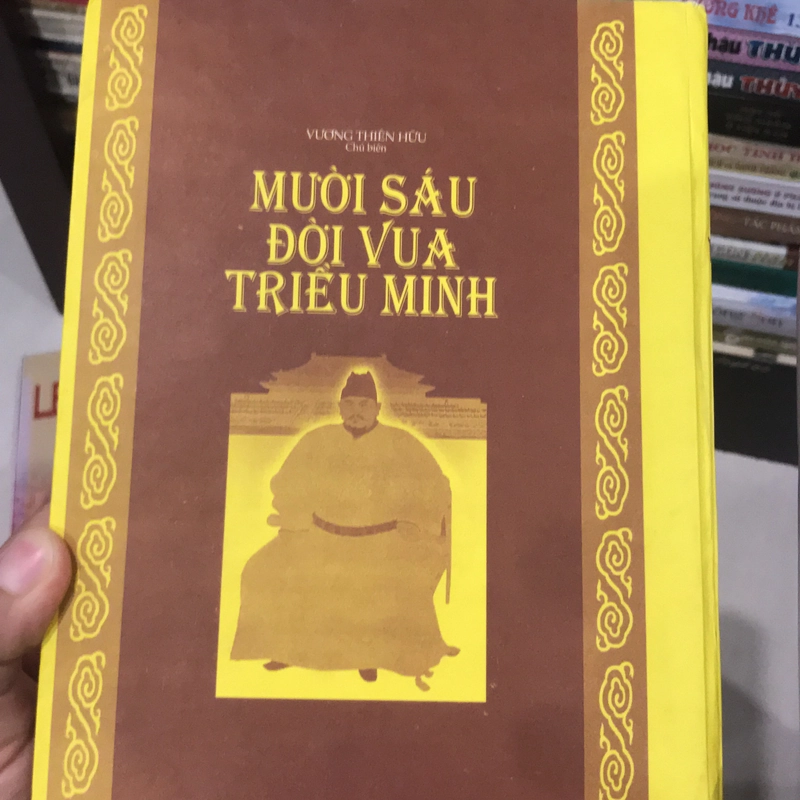 VƯƠNG THIÊN HỮU
Chủ biên
MƯỜI SÁU
ĐỜI VUA
TRIỀU MINH